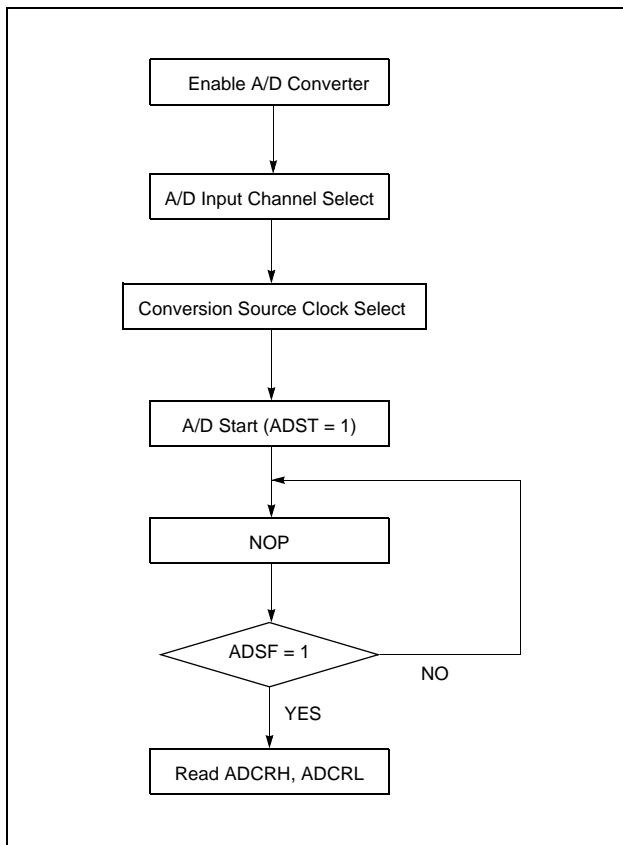 Enable A/D Converter
A/D Input Channel Select
Conversion Source Clock Select
A/D Start (ADST = 1)
NOP
ADSF = 1
NO
YES
Read ADCRH, ADCRL